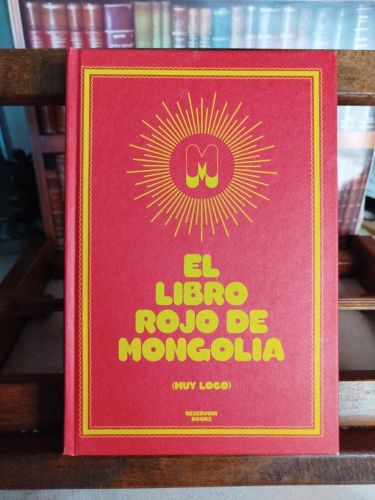 M
EL
LIBRO
ROJO DE
MONGOLIA
(MUY LOCO)
RESERVOIR
BOOKS